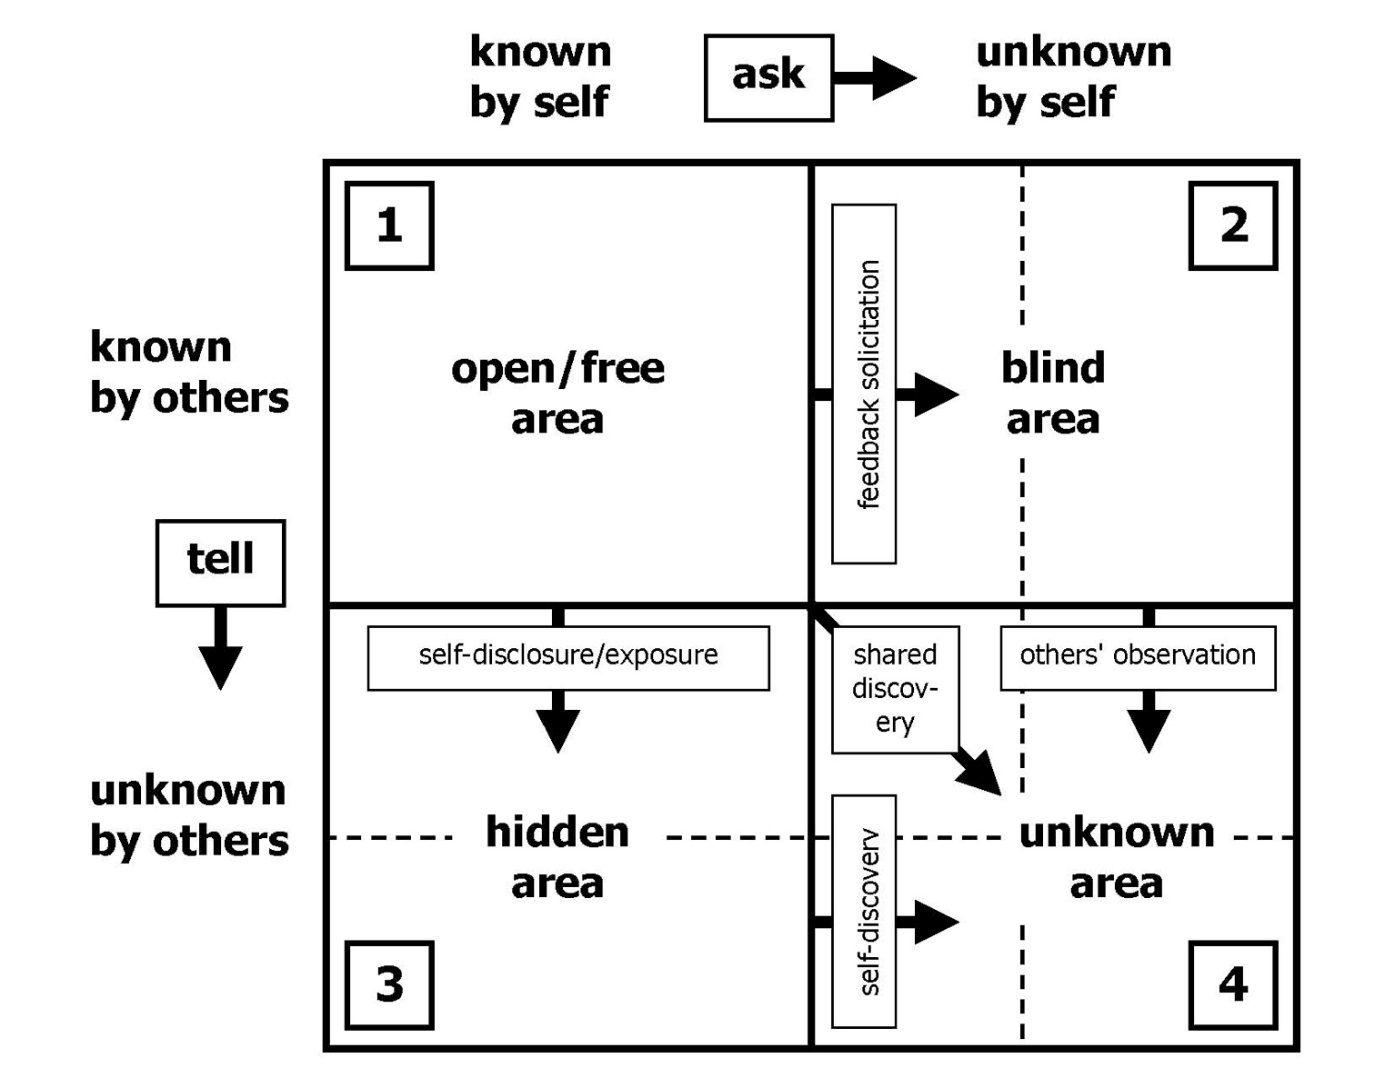 known
by self
ask
unknown
by self
1
2
known
by others
open/free
area
feedback solicitation
blind
area
tell
self-disclosure/exposure
shared
discov-
ery
others' observation
unknown
by others
hidden
area
self-discovery
unknown
area
3
4